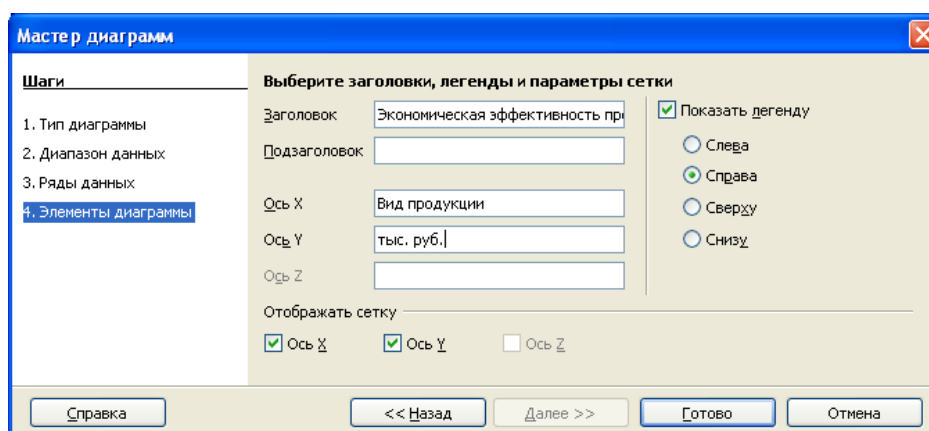 Мастер диаграмм
Шаги
1. Тип диаграммы
2. Диапазон данных
3. Ряды данных
4. Элементы диаграммы
Выберите заголовки, легенды и параметры сетки
Заголовок Экономическая эффективность
Подзаголовок
Ось X Вид продукции
Ось Y тыс. руб.
Ось Z
Показать легенду
Слева
Справа
Сверху
Снизу
Отображать сетку
Ось X Ось Y Ось Z
Справка << Назад Далее >> Готово Отмена